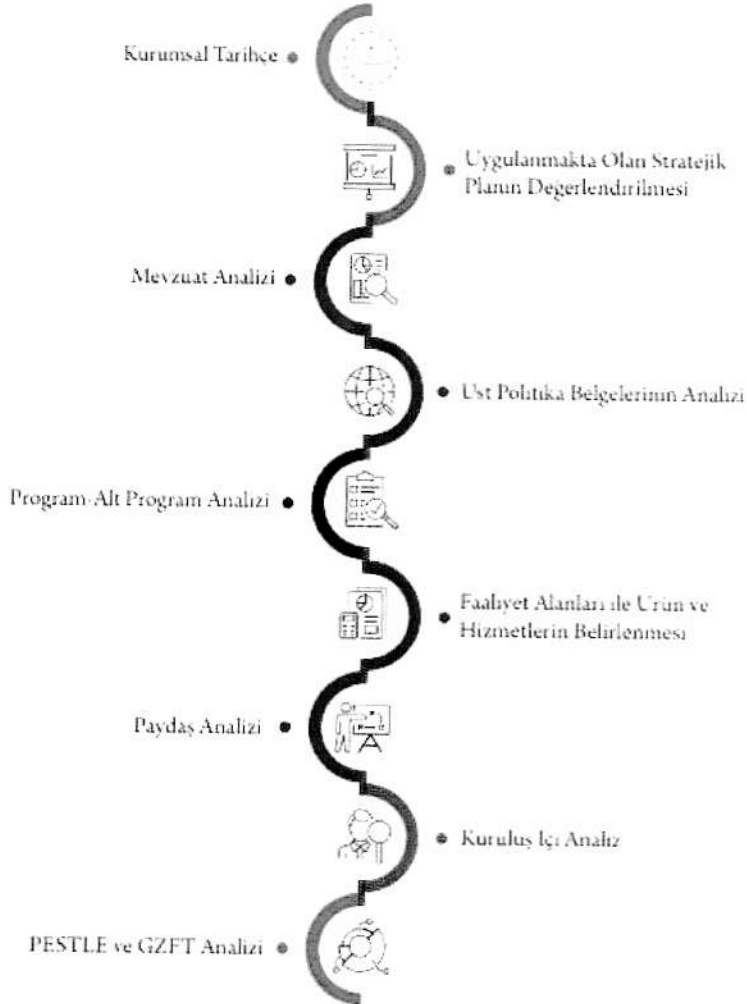 Kurumsal Tarihçe
Uygulanmakta Olan Stratejik
Planın Değerlendirilmesi
Mevzuat Analizi
Üst Politika Belgelerinin Analizi
Program-Alt Program Analizi
Faaliyet Alanları ile Ürün ve
Hizmetlerin Belirlenmesi
Paydaş Analizi
Kuruluş İçi Analiz
PESTLE ve GZFT Analizi